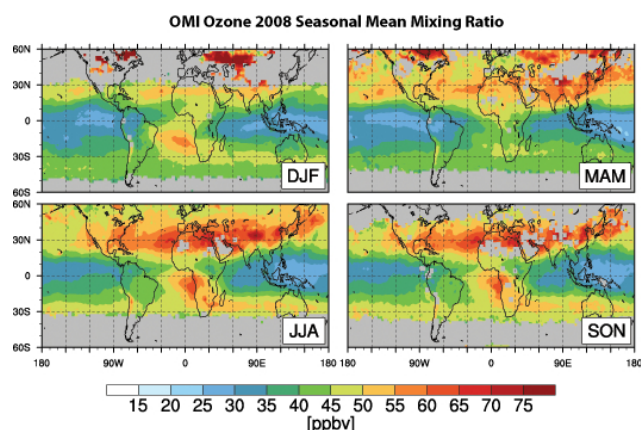 OMI Ozone 2008 Seasonal Mean Mixing Ratio
60N
30N
0
30S
60S
DJF
MAM
60N
30N
0
30S
60S
JJA
SON
180 90W 0 90E 180 90W 0 90E 180
15 20 25 30 35 40 45 50 55 60 65 70 75
[ppbv]